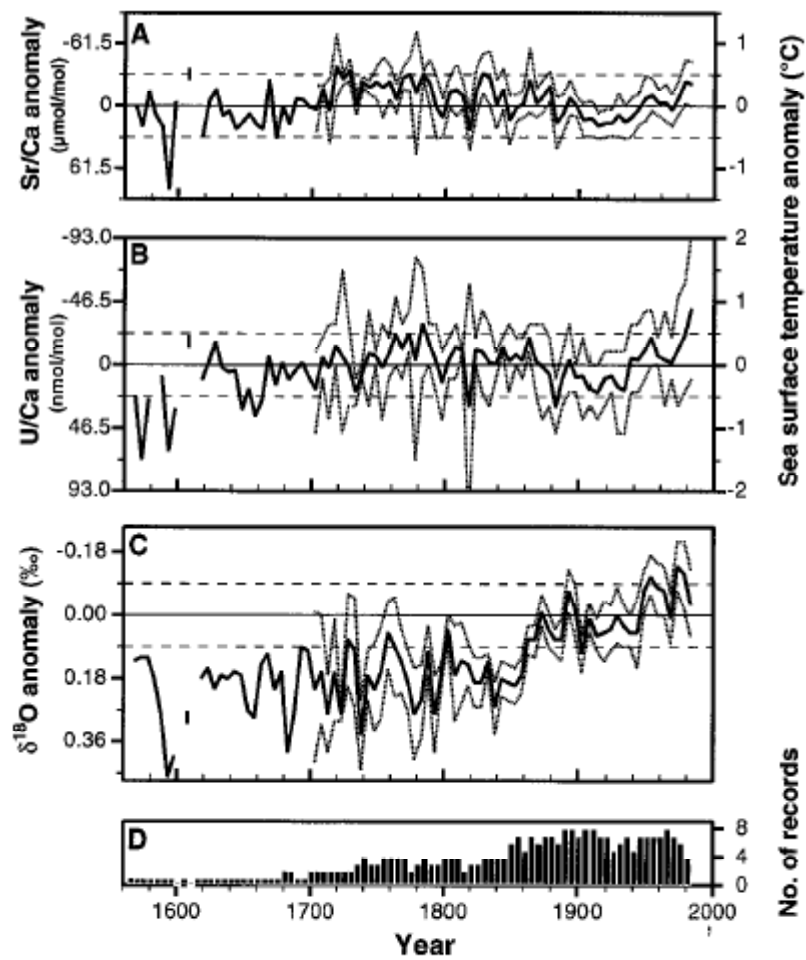 A
Sr/Ca anomaly
(μmol/mol)
-61.5
0
61.5
1
0
-1
B
U/Ca anomaly
(nmol/mol)
-93.0
-46.5
0
46.5
93.0
2
1
0
-1
-2
Sea surface temperature anomaly (°C)
C
δ18O anomaly (‰)
-0.18
0.00
0.18
0.36
D
8
4
0
No. of records
1600
1700
1800
1900
2000
Year